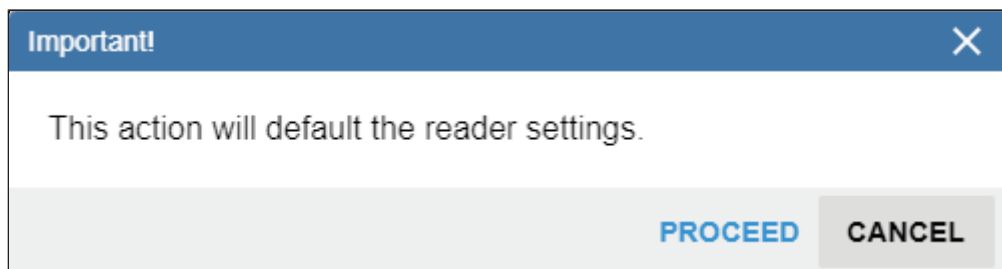 Important!
This action will default the reader settings.
PROCEED CANCEL